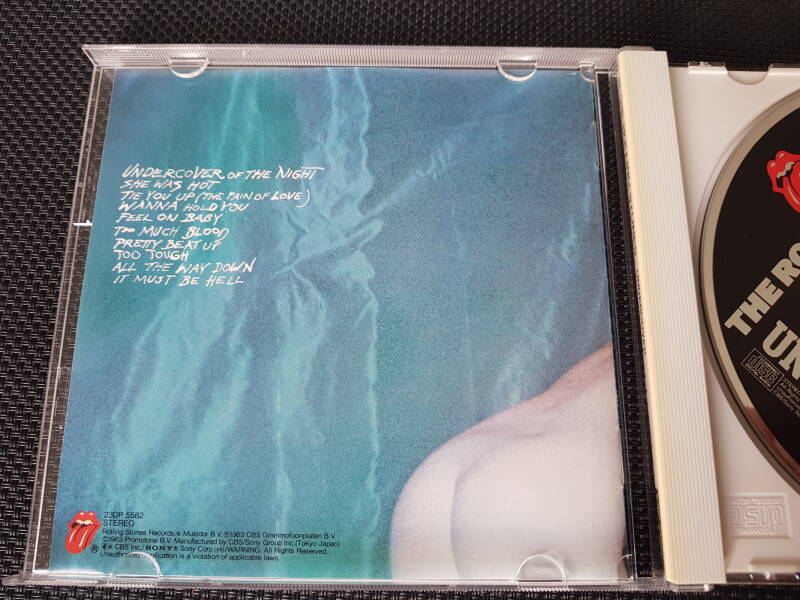 UNDERCOVER OF THE NIGHT
SHE WAS HOT
TIE YOU UP (THE PAIN OF LOVE)
WANNA HOLD YOU
FEEL ON BABY
TOO MUCH BLOOD
PRETTY BEAT UP
TOO TOUGH
ALL THE WAY DOWN
IT MUST BE HELL
23DP 5582
STEREO
Rolling Stones Records: Musidor B.V. ℗1983 CBS Grammofoonplaten B.V.
©1983 Promotone B.V. Manufactured by CBS/Sony Group Inc. (Tokyo Japan)
CBS Inc./SONY® Sony Corp. WARNING: All Rights Reserved.
Unauthorized duplication is a violation of applicable laws.
THE RO
UN